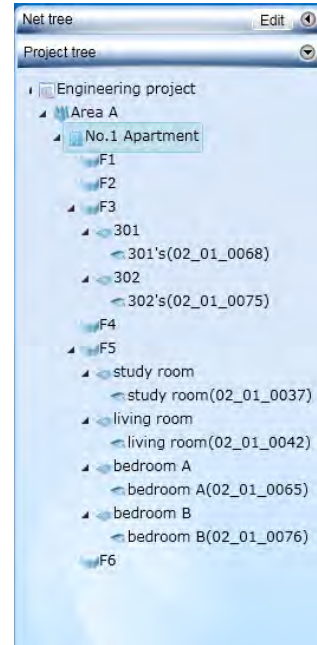 Net tree Edit
Project tree
Engineering project
Area A
No.1 Apartment
F1
F2
F3
301
301's(02_01_0068)
302
302's(02_01_0075)
F4
F5
study room
study room(02_01_0037)
living room
living room(02_01_0042)
bedroom A
bedroom A(02_01_0065)
bedroom B
bedroom B(02_01_0076)
F6